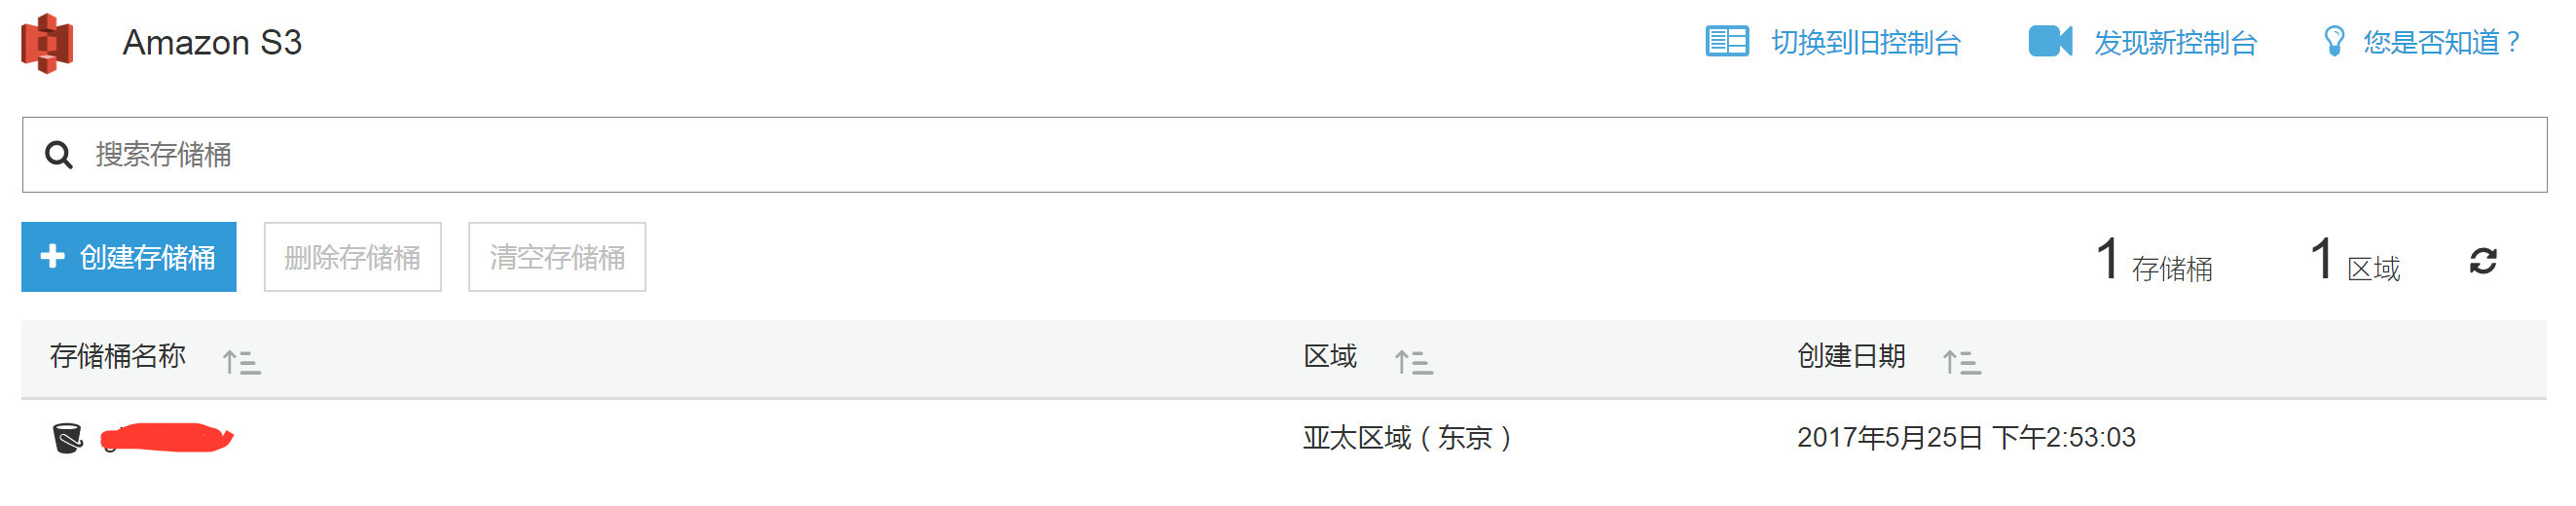 Amazon S3
切换到旧控制台 发现新控制台 您是否知道？
搜索存储桶
创建存储桶 删除存储桶 清空存储桶 1 存储桶 1 区域
存储桶名称 区域 创建日期
亚太区域（东京） 2017年5月25日 下午2:53:03